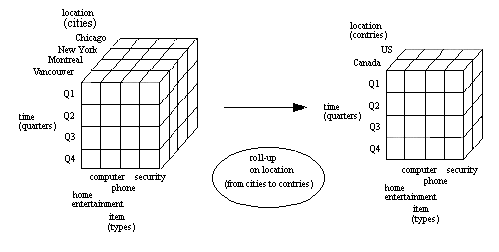 location
(cities)
Chicago
New York
Montreal
Vancouver
Q1
Q2
Q3
Q4
time
(quarters)
computer security
phone
home
entertainment
item
(types)
roll-up
on location
(from cities to contries)
location
(contries)
US
Canada
Q1
Q2
Q3
Q4
time
(quarters)
computer security
phone
home
entertainment
item
(types)